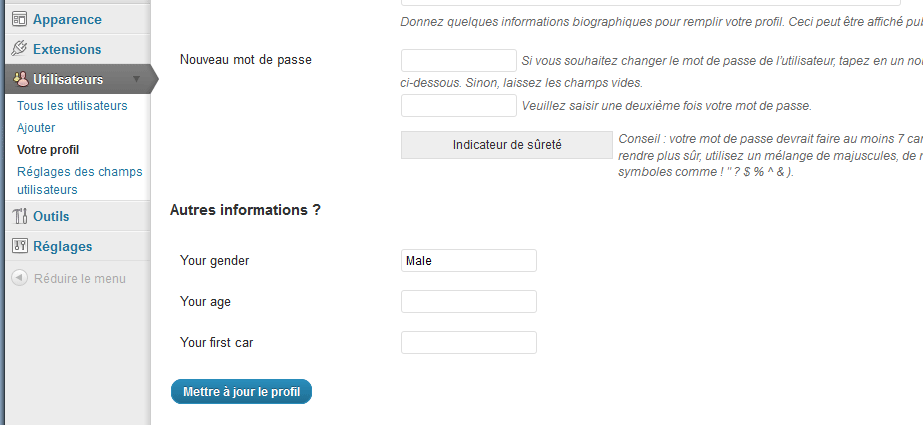 Apparence
Extensions
Utilisateurs
Tous les utilisateurs
Ajouter
Votre profil
Réglages des champs
utilisateurs
Outils
Réglages
Réduire le menu
Donnez quelques informations biographiques pour remplir votre profil. Ceci peut être affiché
Nouveau mot de passe
Si vous souhaitez changer le mot de passe de l'utilisateur, tapez en un
ci-dessous. Sinon, laissez les champs vides.
Veuillez saisir une deuxième fois votre mot de passe.
Indicateur de sûreté
Conseil : votre mot de passe devrait faire au moins 7
rendre plus sûr, utilisez un mélange de majuscules, de
symboles comme ! " ? $ % ^ & ).
Autres informations ?
Your gender
Male
Your age
Your first car
Mettre à jour le profil